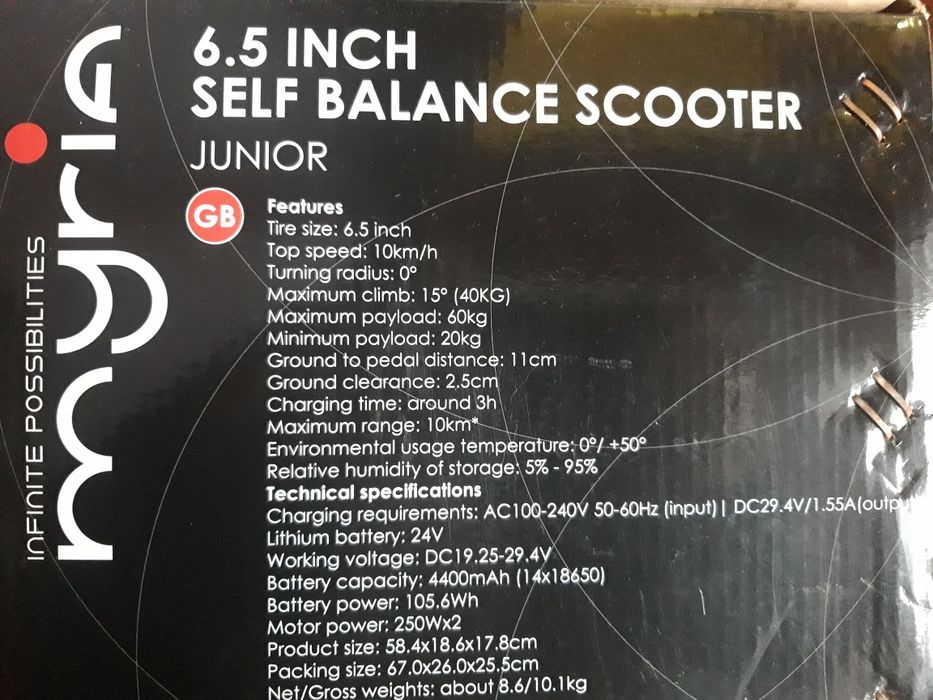 myria
INFINITE POSSIBILITIES
6.5 INCH
SELF BALANCE SCOOTER
JUNIOR
GB
Features
Tire size: 6.5 inch
Top speed: 10km/h
Turning radius: 0°
Maximum climb: 15° (40KG)
Maximum payload: 60kg
Minimum payload: 20kg
Ground to pedal distance: 11cm
Ground clearance: 2.5cm
Charging time: around 3h
Maximum range: 10km*
Environmental usage temperature: 0°/ +50°
Relative humidity of storage: 5% - 95%
Technical specifications
Charging requirements: AC100-240V 50-60Hz (input) | DC29.4V/1.55A(outpu
Lithium battery: 24V
Working voltage: DC19.25-29.4V
Battery capacity: 4400mAh (14x18650)
Battery power: 105.6Wh
Motor power: 250Wx2
Product size: 58.4x18.6x17.8cm
Packing size: 67.0x26.0x25.5cm
Net/Gross weights: about 8.6/10.1kg